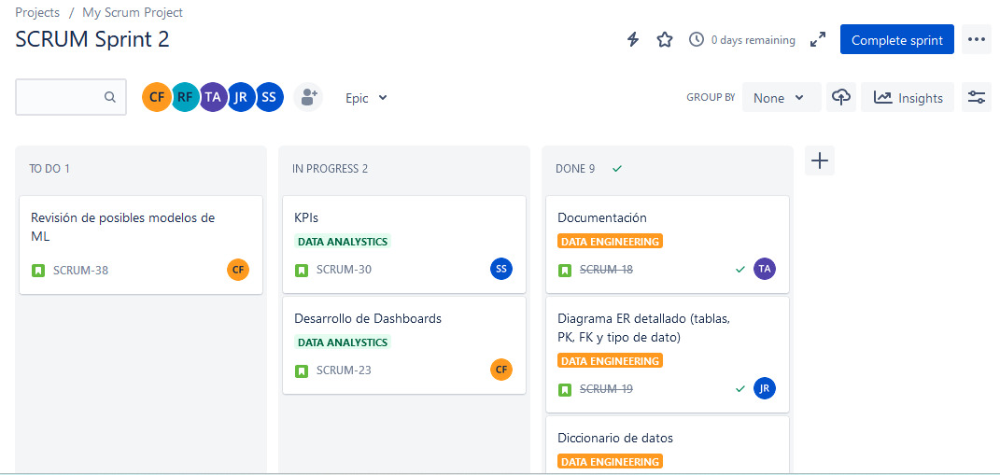 Projects / My Scrum Project
SCRUM Sprint 2
0 days remaining
Complete sprint
CF RF TA JR SS
Epic
GROUP BY
None
Insights
TO DO 1
Revisión de posibles modelos de
ML
SCRUM-38
CF
IN PROGRESS 2
KPIs
DATA ANALYSTICS
SCRUM-30
SS
Desarrollo de Dashboards
DATA ANALYSTICS
SCRUM-23
CF
DONE 9
Documentación
DATA ENGINEERING
SCRUM-18
TA
Diagrama ER detallado (tablas,
PK, FK y tipo de dato)
DATA ENGINEERING
SCRUM-19
JR
Diccionario de datos
DATA ENGINEERING